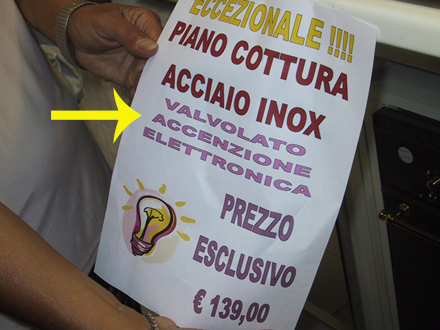 ECCEZIONALE !!!!
PIANO COTTURA
ACCIAIO INOX
VALVOLATO
ACCENZIONE
ELETTRONICA
PREZZO
ESCLUSIVO
€ 139,00